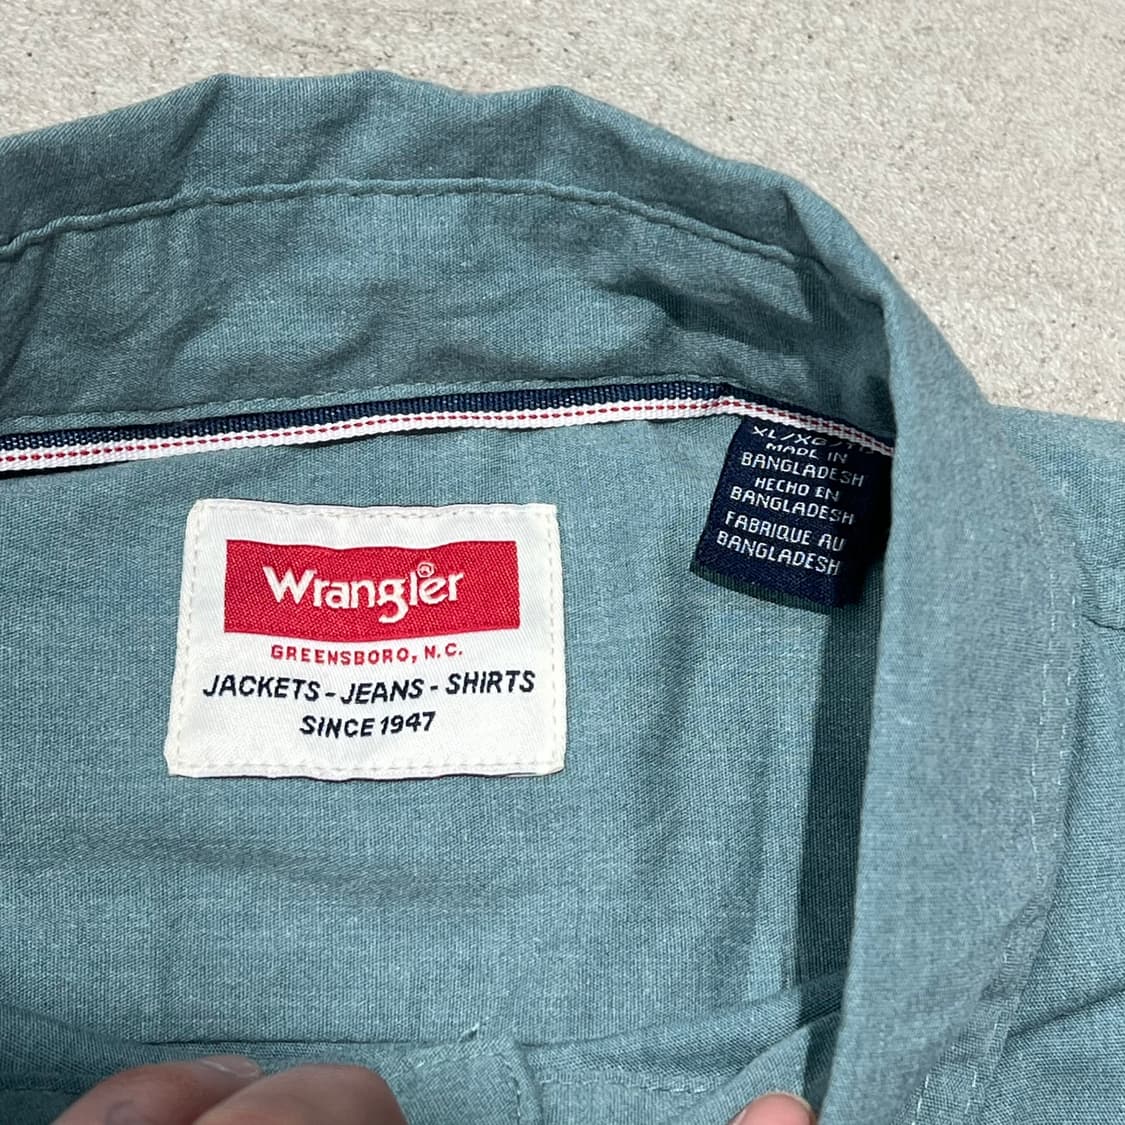 Wrangler®
GREENSBORO, N.C.
JACKETS - JEANS - SHIRTS
SINCE 1947
MADE IN
BANGLADESH
HECHO EN
BANGLADESH
FABRIQUE AU
BANGLADESH